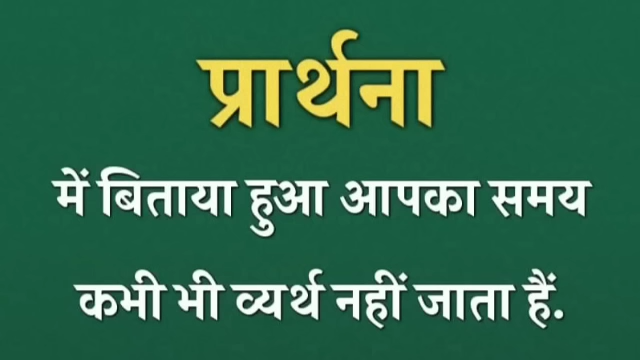 प्रार्थना
में बिताया हुआ आपका समय
कभी भी व्यर्थ नहीं जाता हैं.